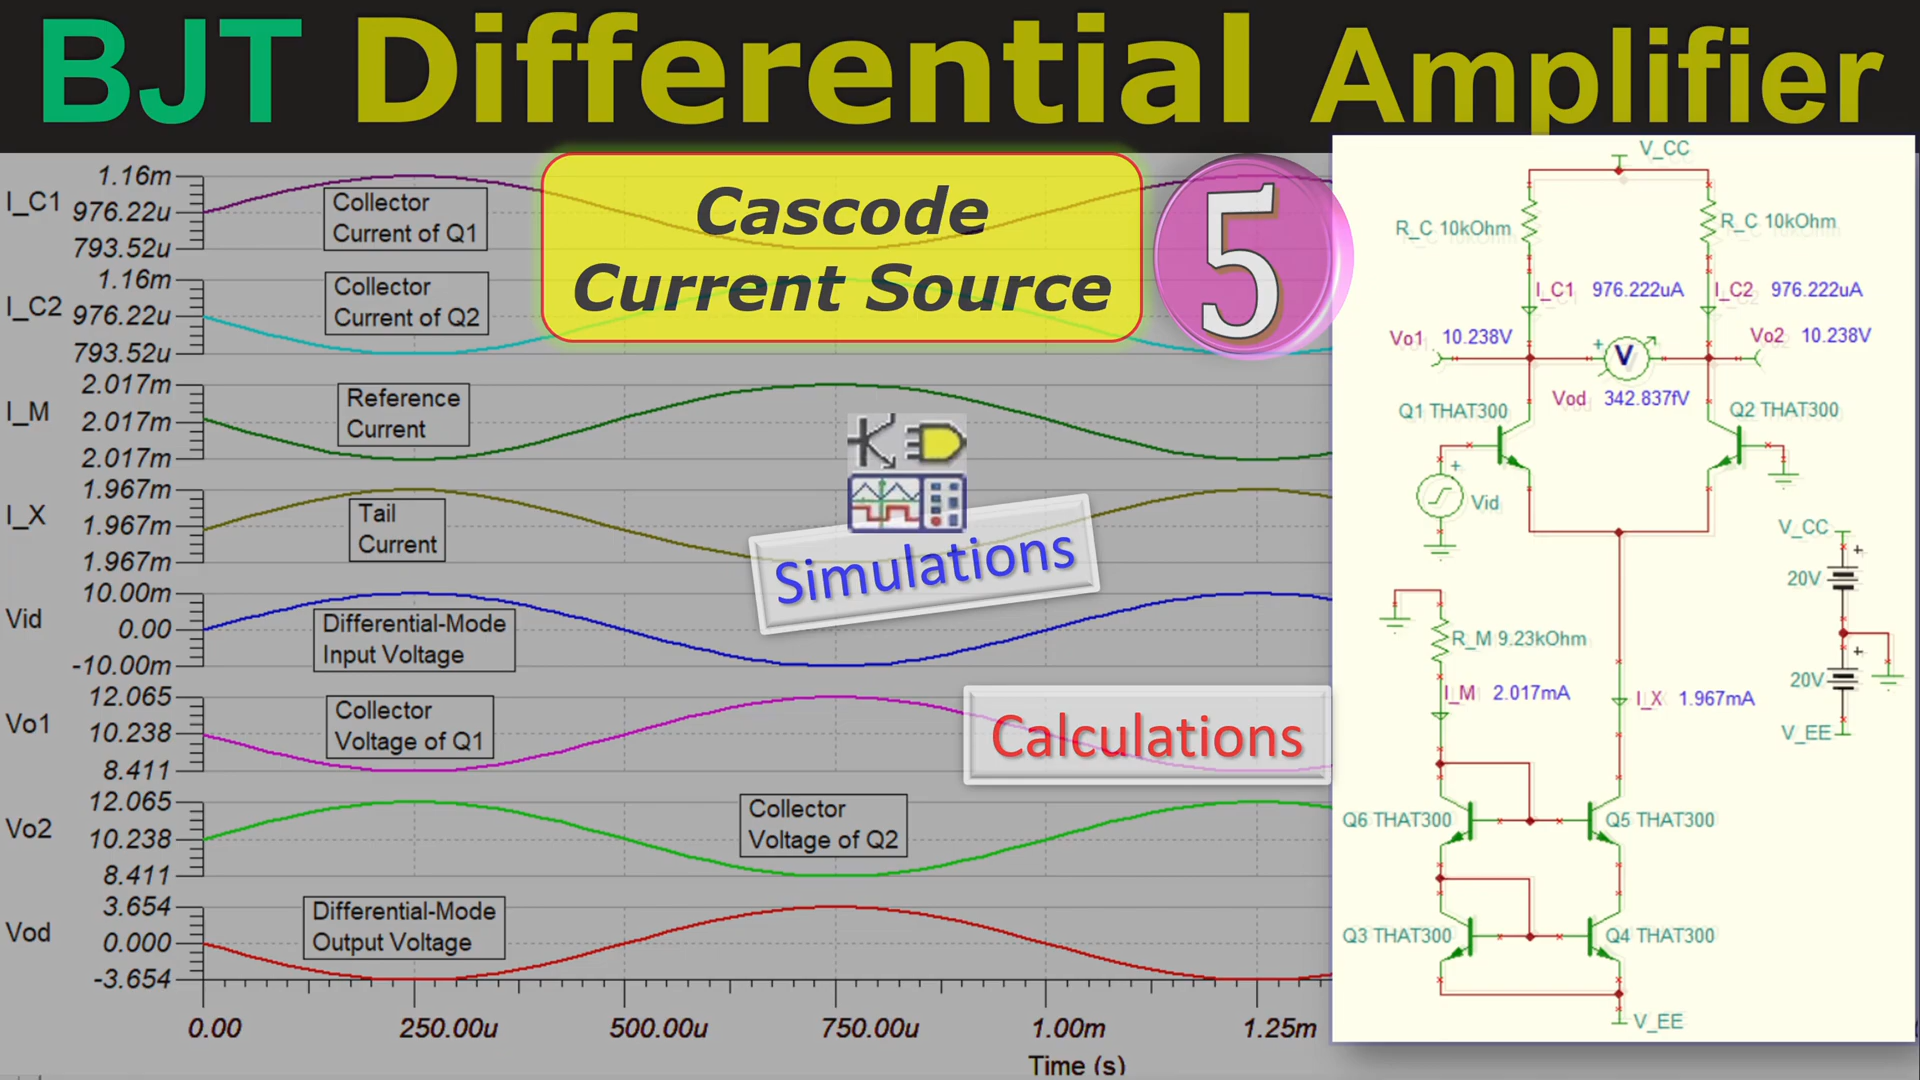 BJT Differential Amplifier
Cascode
Current Source
5
Simulations
Calculations
I_C1
1.16m
976.22u
793.52u
Collector
Current of Q1
I_C2
1.16m
976.22u
793.52u
Collector
Current of Q2
I_M
2.017m
2.017m
2.017m
Reference
Current
I_X
1.967m
1.967m
1.967m
Tail
Current
Vid
10.00m
0.00
-10.00m
Differential-Mode
Input Voltage
Vo1
12.065
10.238
8.411
Collector
Voltage of Q1
Vo2
12.065
10.238
8.411
Collector
Voltage of Q2
Vod
3.654
0.000
-3.654
Differential-Mode
Output Voltage
0.00 250.00u 500.00u 750.00u 1.00m 1.25m
Time (s)
V_CC
R_C 10kOhm
R_C 10kOhm
I_C1 976.222uA
I_C2 976.222uA
Vo1 10.238V
+
V
Vo2 10.238V
Vod 342.837fV
Q1 THAT300
Q2 THAT300
+
Vid
V_CC
+
20V
R_M 9.23kOhm
+
20V
I_M 2.017mA
I_X 1.967mA
V_EE
Q6 THAT300
Q5 THAT300
Q3 THAT300
Q4 THAT300
V_EE